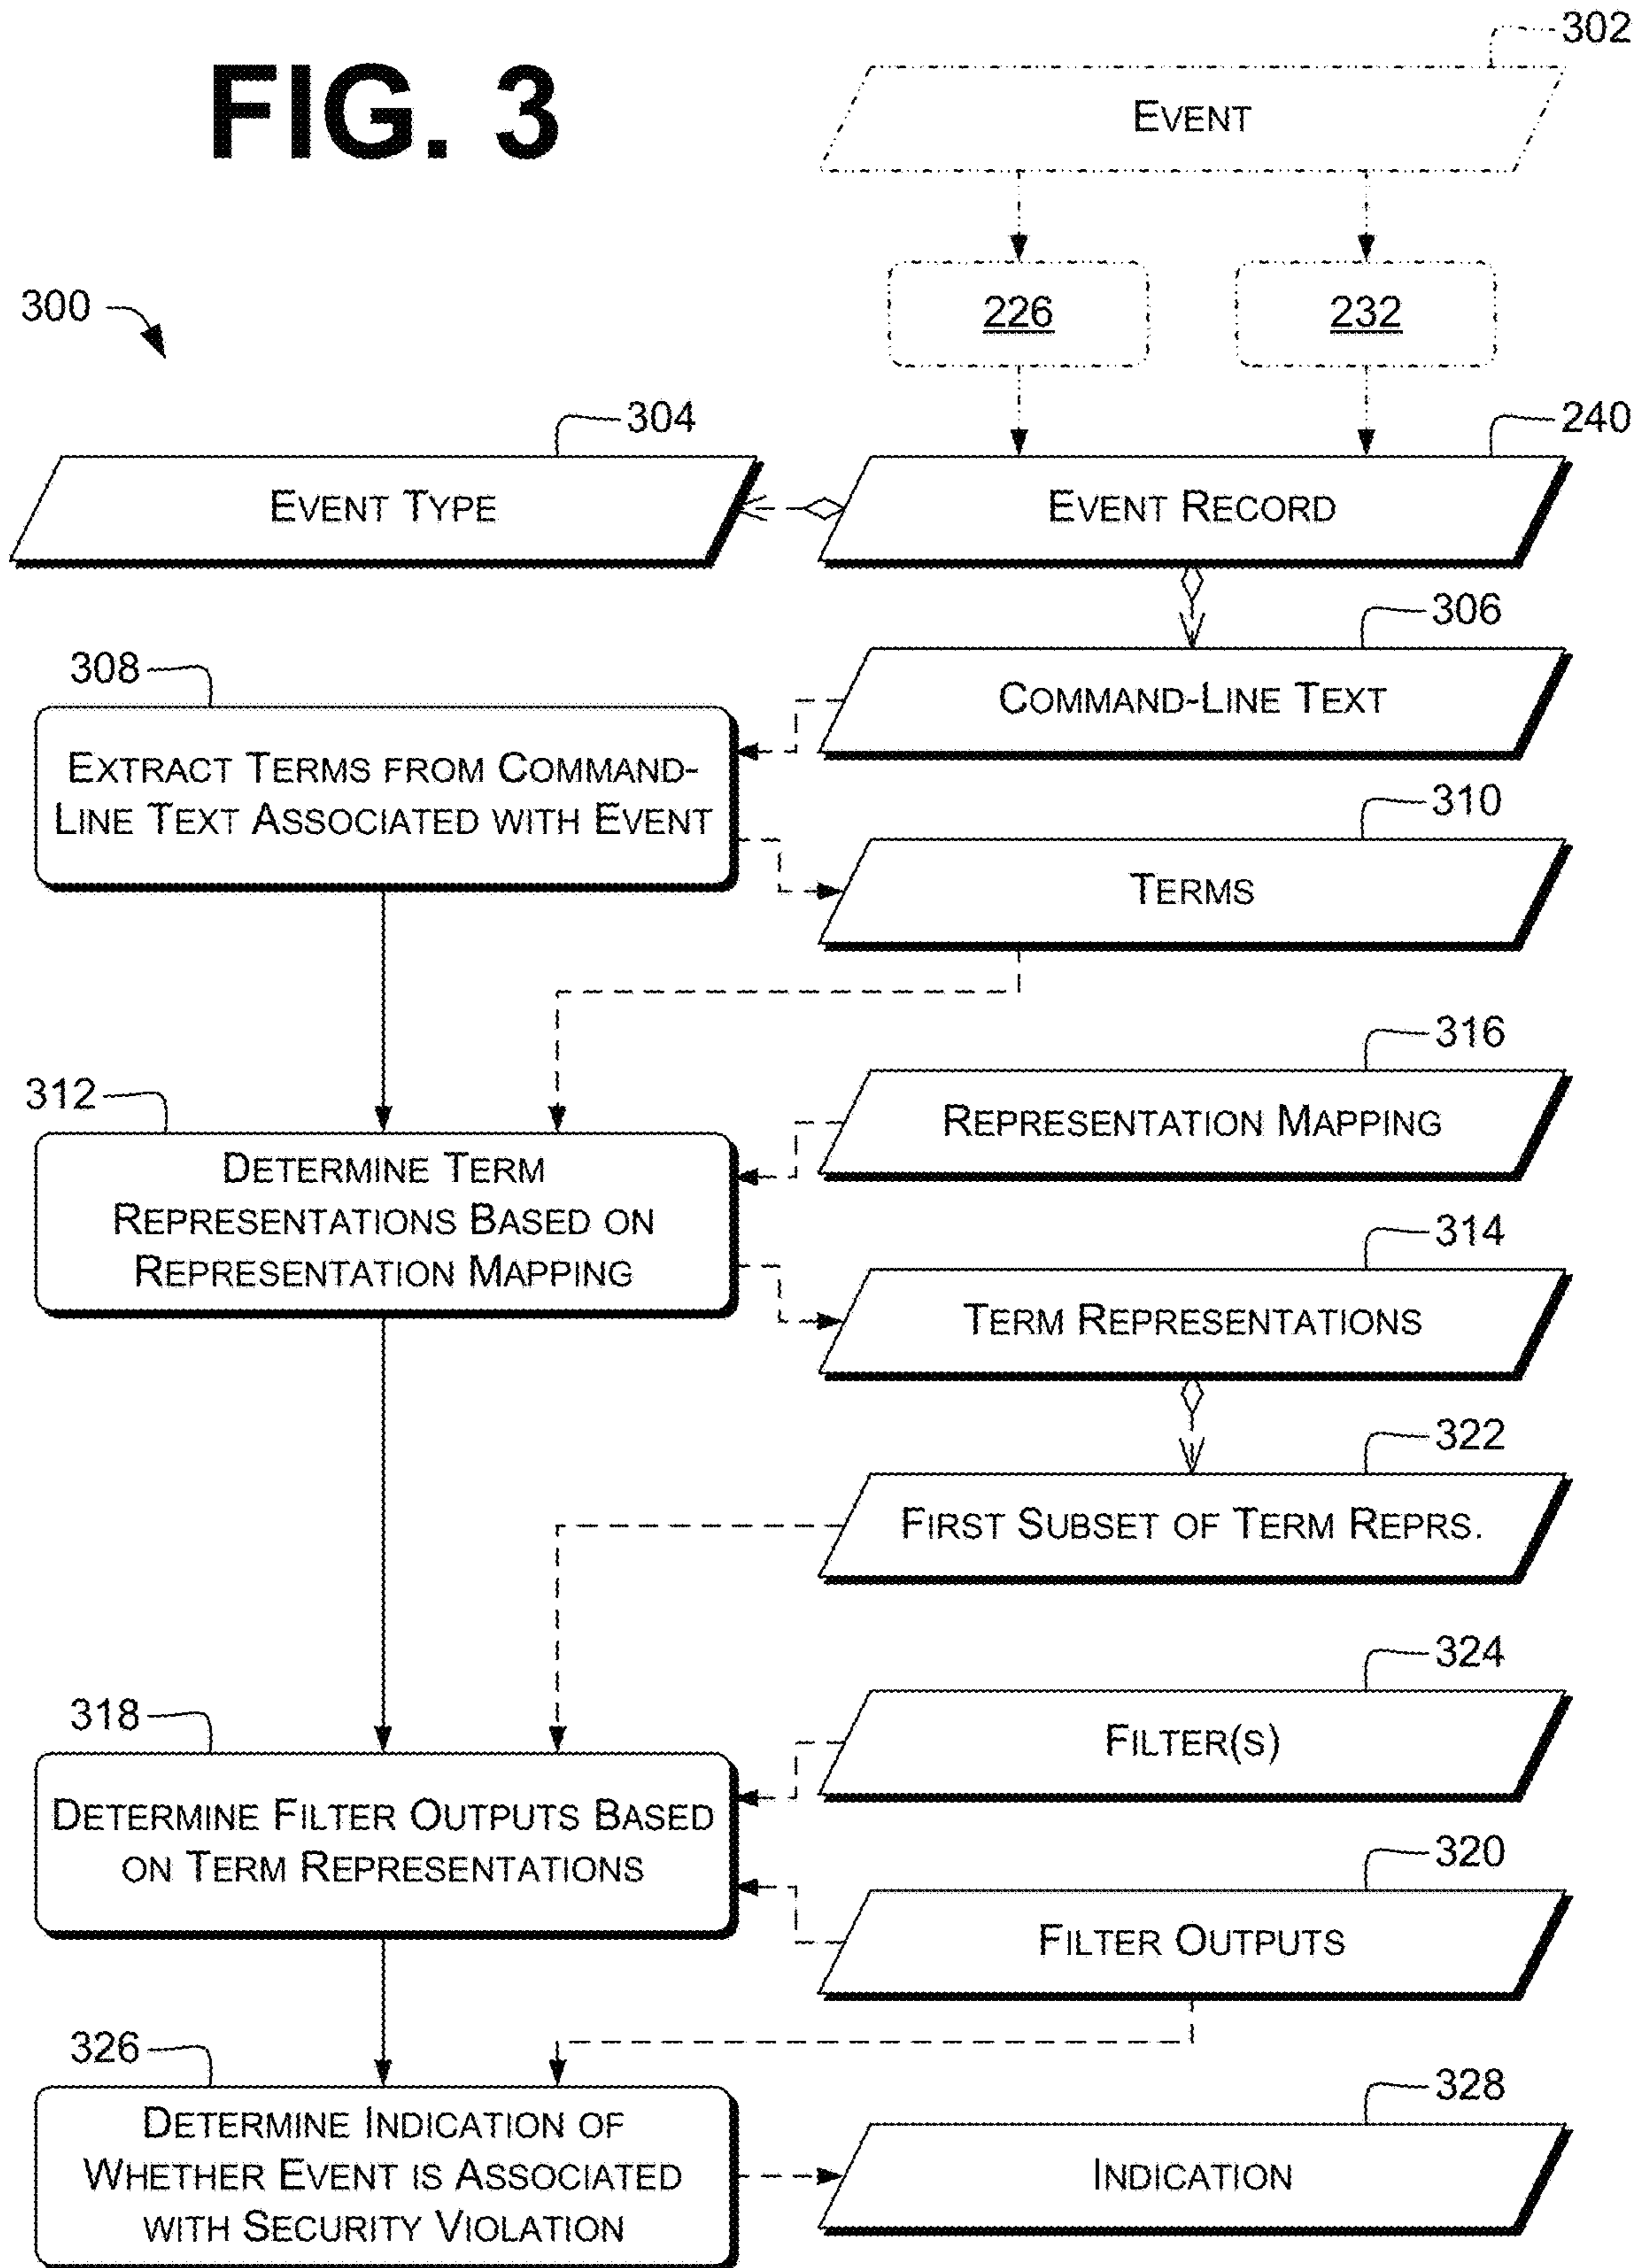 FIG. 3
302
EVENT
226
232
300
304
240
EVENT TYPE
EVENT RECORD
306
COMMAND-LINE TEXT
308
EXTRACT TERMS FROM COMMAND-
LINE TEXT ASSOCIATED WITH EVENT
310
TERMS
316
REPRESENTATION MAPPING
312
DETERMINE TERM
REPRESENTATIONS BASED ON
REPRESENTATION MAPPING
314
TERM REPRESENTATIONS
322
FIRST SUBSET OF TERM REPRS.
324
FILTER(S)
318
DETERMINE FILTER OUTPUTS BASED
ON TERM REPRESENTATIONS
320
FILTER OUTPUTS
326
DETERMINE INDICATION OF
WHETHER EVENT IS ASSOCIATED
WITH SECURITY VIOLATION
328
INDICATION